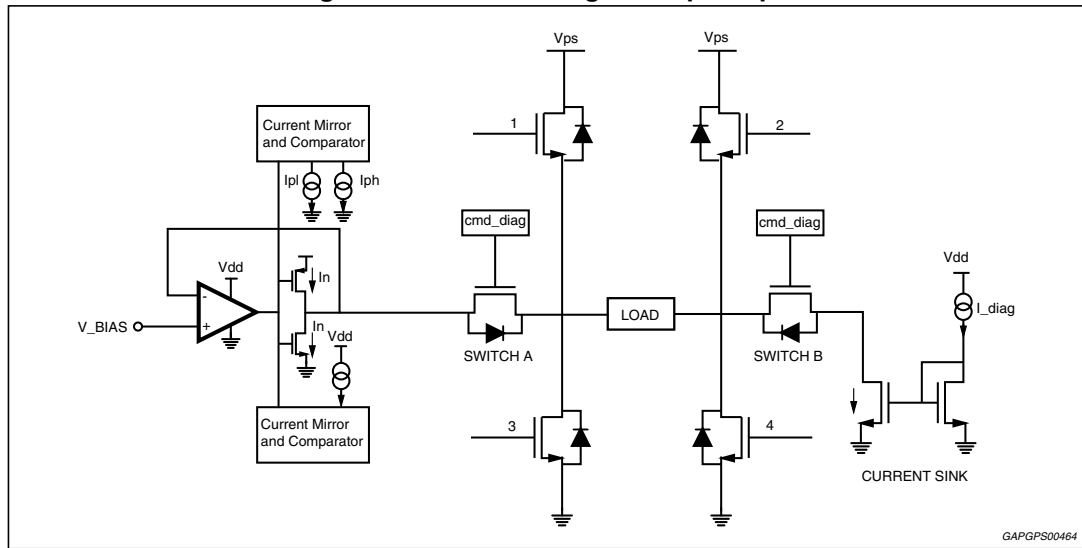 Vps
Vps
1
2
Current Mirror
and Comparator
Ipl
Iph
cmd_diag
cmd_diag
Vdd
In
Vdd
I_diag
-
V_BIAS
+
In
Vdd
LOAD
SWITCH A
SWITCH B
3
4
Current Mirror
and Comparator
CURRENT SINK
GAPGPS00464